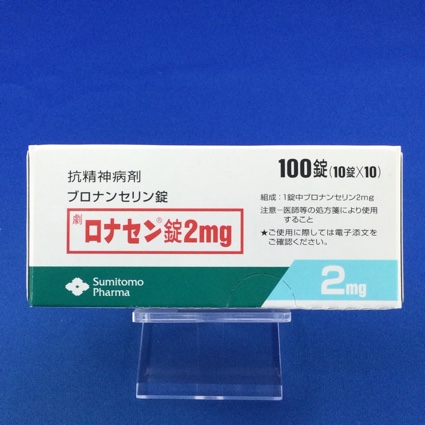 100錠(10錠×10)
抗精神病剤
ブロナンセリン錠
劇 ロナセン®錠2mg
組成:1錠中ブロナンセリン2mg
注意-医師等の処方箋により使用
すること
★ご使用に際しては電子添文を
ご確認ください。
Sumitomo
Pharma
2mg